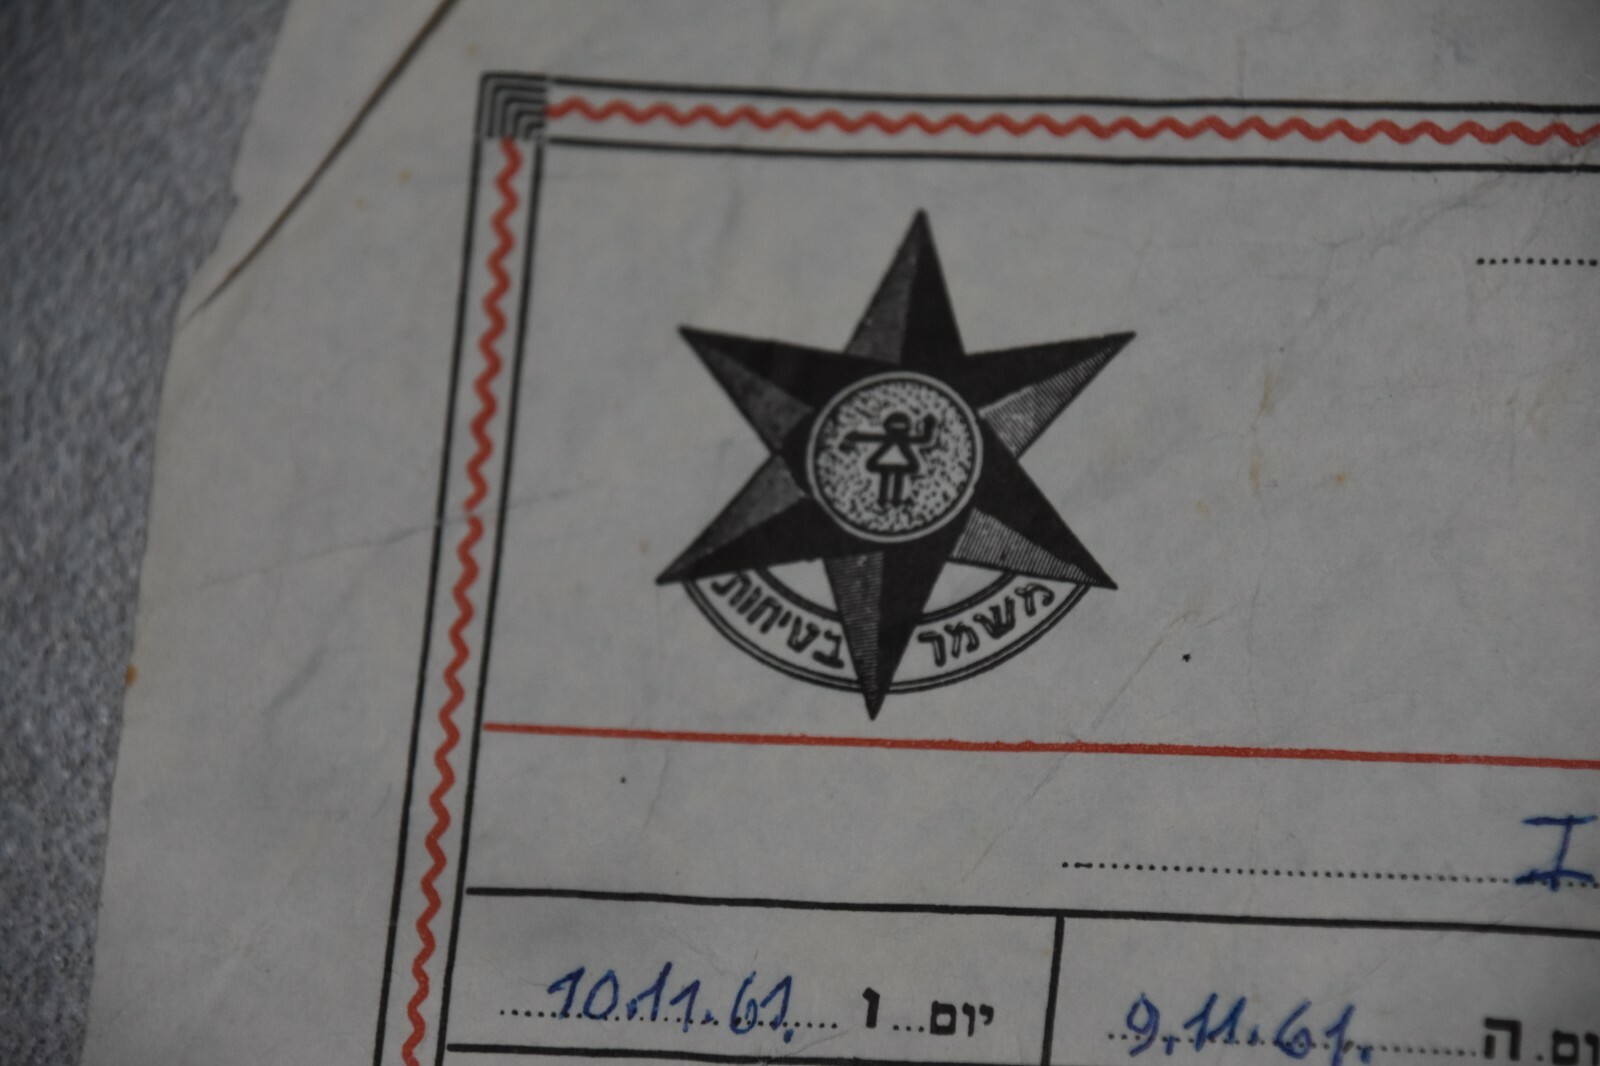 משמר בטיחות
I
יום ה 9.11.61.
יום ו 10.11.61.